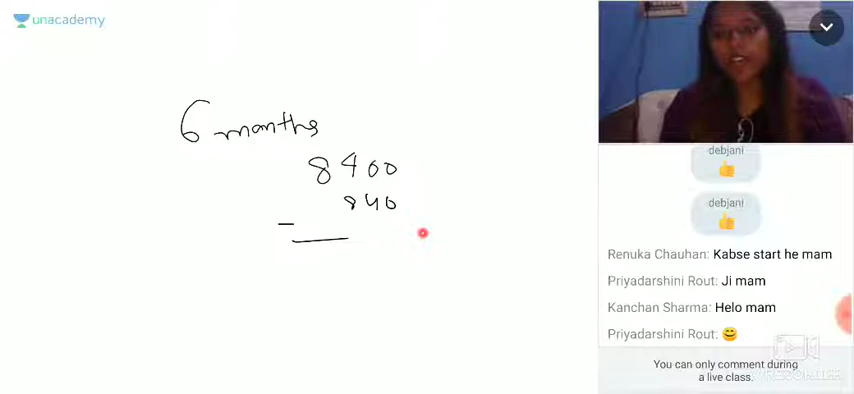 unacademy
6 months
8400
840
debjani
debjani
Renuka Chauhan: Kabse start he mam
Priyadarshini Rout: Ji mam
Kanchan Sharma: Helo mam
Priyadarshini Rout: 😊
You can only comment during
a live class.